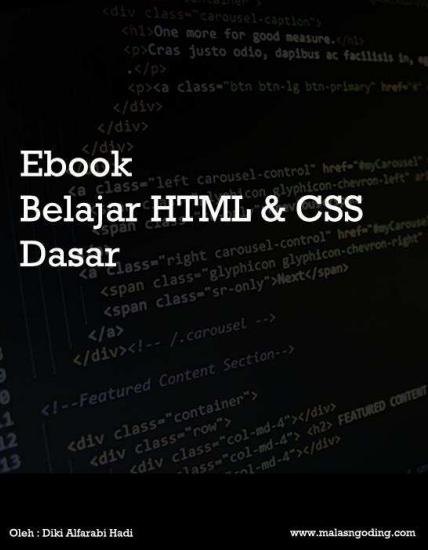 <div class="carousel-caption">
<h1>One more for good measure.</h1>
<p>Cras justo odio, dapibus ac facilisis in,
.</p>
<p><a class="btn btn-lg btn-primary" href="#"
</div>
</div>
</div>
Ebook
<a class="left carousel-control" href="#myCarousel"
glyphicon glyphicon-chevron-left"
Belajar HTML & CSS
<a class="right carousel-control" href="#myCarousel"
Dasar
<span class="glyphicon glyphicon-chevron-right"
<span class="sr-only">Next</span>
</a>
</div><!-- /.carousel -->
<!--Featured Content Section-->
11 <div class="container">
12 <div class="row">
13 <div class="col-md-4"></div>
<div class="col-md-4"> <h2> FEATURED CONTENT
<div class="col-md-4"></div>
Oleh : Diki Alfarabi Hadi
www.malasngoding.com